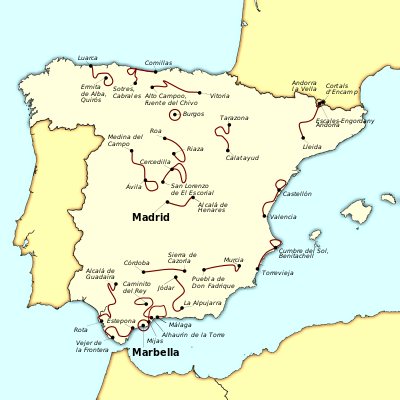 Luarca
Comillas
Emilia
de Alba,
Quirós
Sotres,
Cabrales
Alto Campoo,
Fuente del Chivo
Vitoria
Andorra
la Vella
Cortals
d'Encamp
Burgos
Tarazona
Escales-Engordany
Andorra
Medina del
Campo
Roa
Riaza
Lleida
Cercedilla
Calatayud
Ávila
San Lorenzo
de El Escorial
Castellón
Alcalá de
Henares
Madrid
Valencia
Cumbre del Sol,
Benitachell
Sierra de
Cazorla
Córdoba
Murcia
Torrevieja
Alcalá de
Guadaíra
Caminito
del Rey
Jódar
Puebla de
Don Fadrique
La Alpujarra
Estepona
Rota
Málaga
Alhaurín de la Torre
Vejer de
la Frontera
Mijas
Marbella